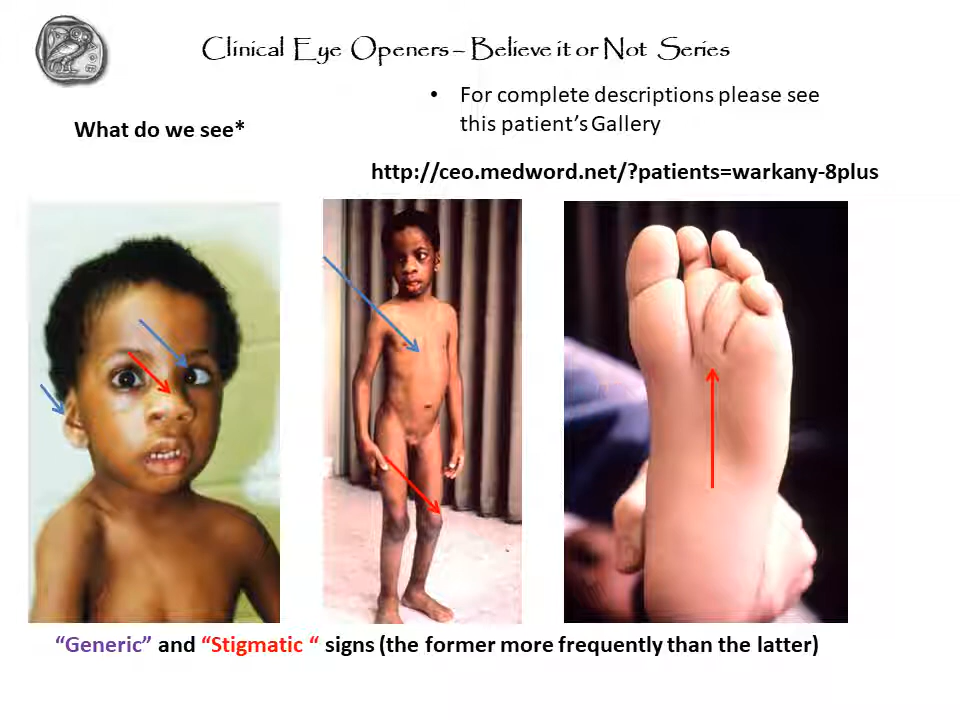 Clinical Eye Openers – Believe it or Not Series
• For complete descriptions please see
this patient's Gallery
What do we see*
http://ceo.medword.net/?patients=warkany-8plus
“Generic” and “Stigmatic “ signs (the former more frequently than the latter)